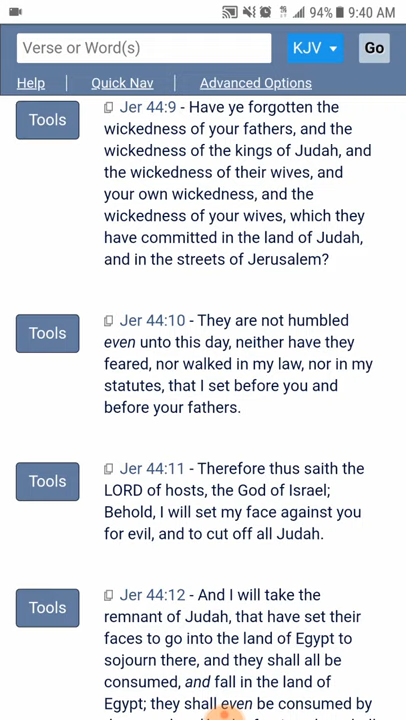 94% 9:40 AM
Verse or Word(s)
KJV
Go
Help | Quick Nav | Advanced Options
Tools
Jer 44:9 - Have ye forgotten the
wickedness of your fathers, and the
wickedness of the kings of Judah, and
the wickedness of their wives, and
your own wickedness, and the
wickedness of your wives, which they
have committed in the land of Judah,
and in the streets of Jerusalem?
Tools
Jer 44:10 - They are not humbled
even unto this day, neither have they
feared, nor walked in my law, nor in my
statutes, that I set before you and
before your fathers.
Tools
Jer 44:11 - Therefore thus saith the
LORD of hosts, the God of Israel;
Behold, I will set my face against you
for evil, and to cut off all Judah.
Tools
Jer 44:12 - And I will take the
remnant of Judah, that have set their
faces to go into the land of Egypt to
sojourn there, and they shall all be
consumed, and fall in the land of
Egypt; they shall even be consumed by